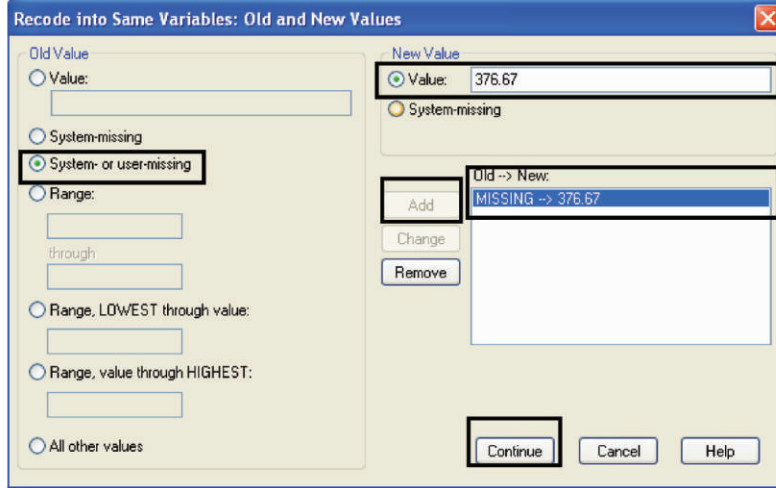 Recode into Same Variables: Old and New Values
Old Value
Value:
System-missing
System- or user-missing
Range:
through
Range, LOWEST through value:
Range, value through HIGHEST:
All other values
New Value
Value: 376.67
System-missing
Old --> New:
MISSING --> 376.67
Add
Change
Remove
Continue Cancel Help